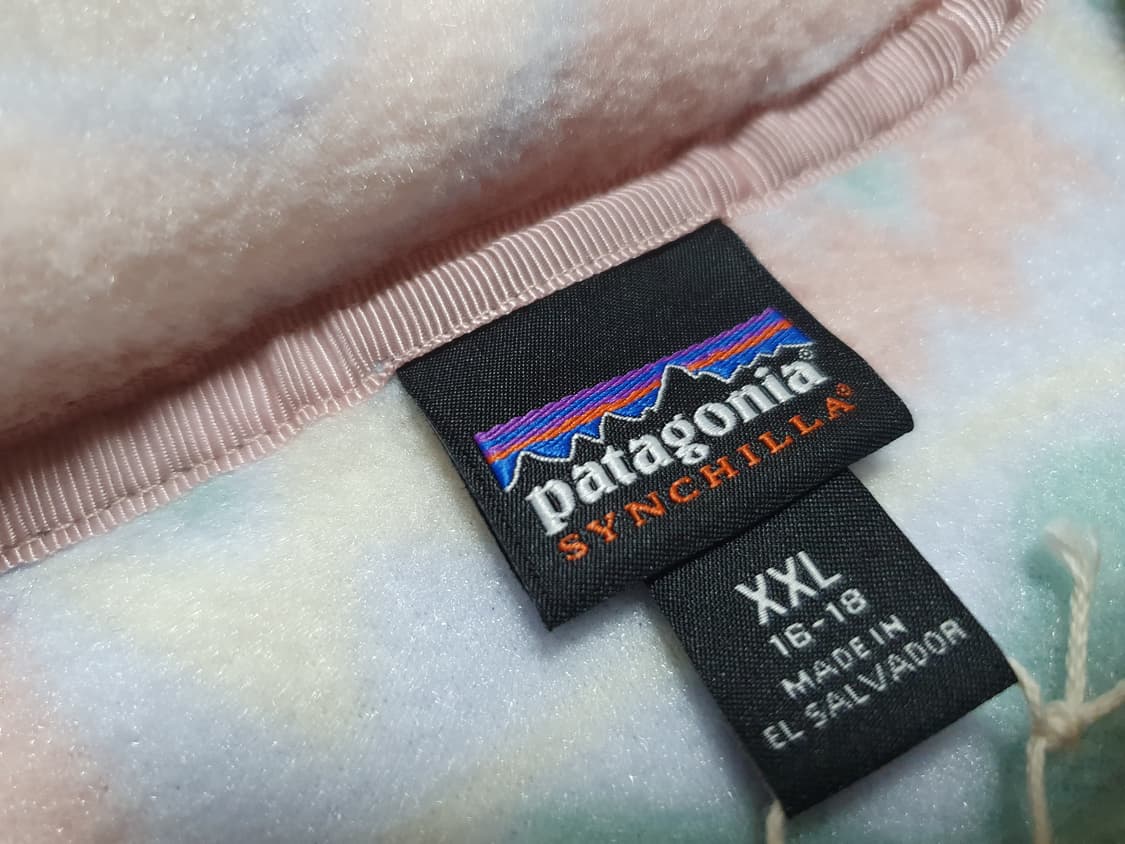 patagonia®
SYNCHILLA®
XXL
16-18
MADE IN
EL SALVADOR